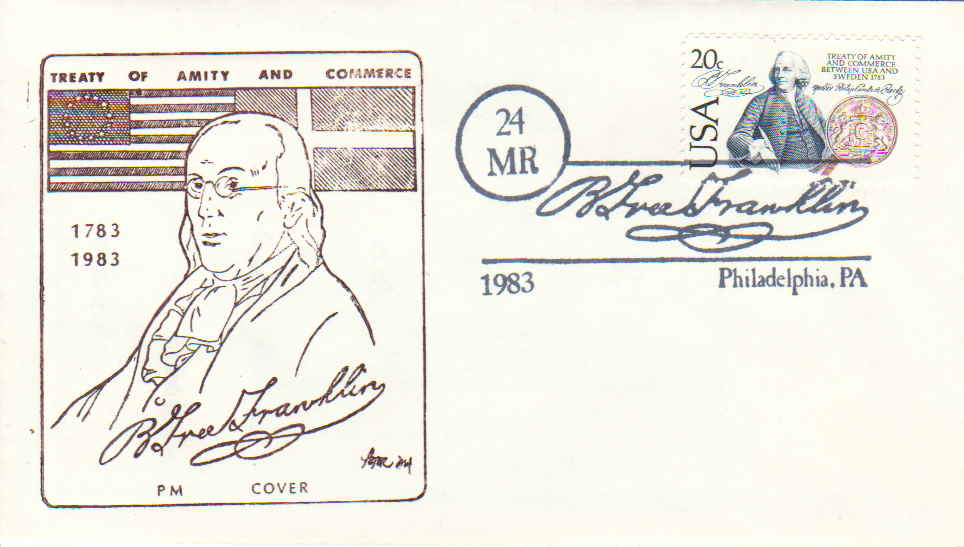 TREATY OF AMITY AND COMMERCE
1783
1983
B Free Franklin
PM COVER
24
MR
B Free Franklin
1983 Philadelphia, PA
20c
USA
B Franklin
TREATY OF AMITY
AND COMMERCE
BETWEEN USA AND
SWEDEN 1783